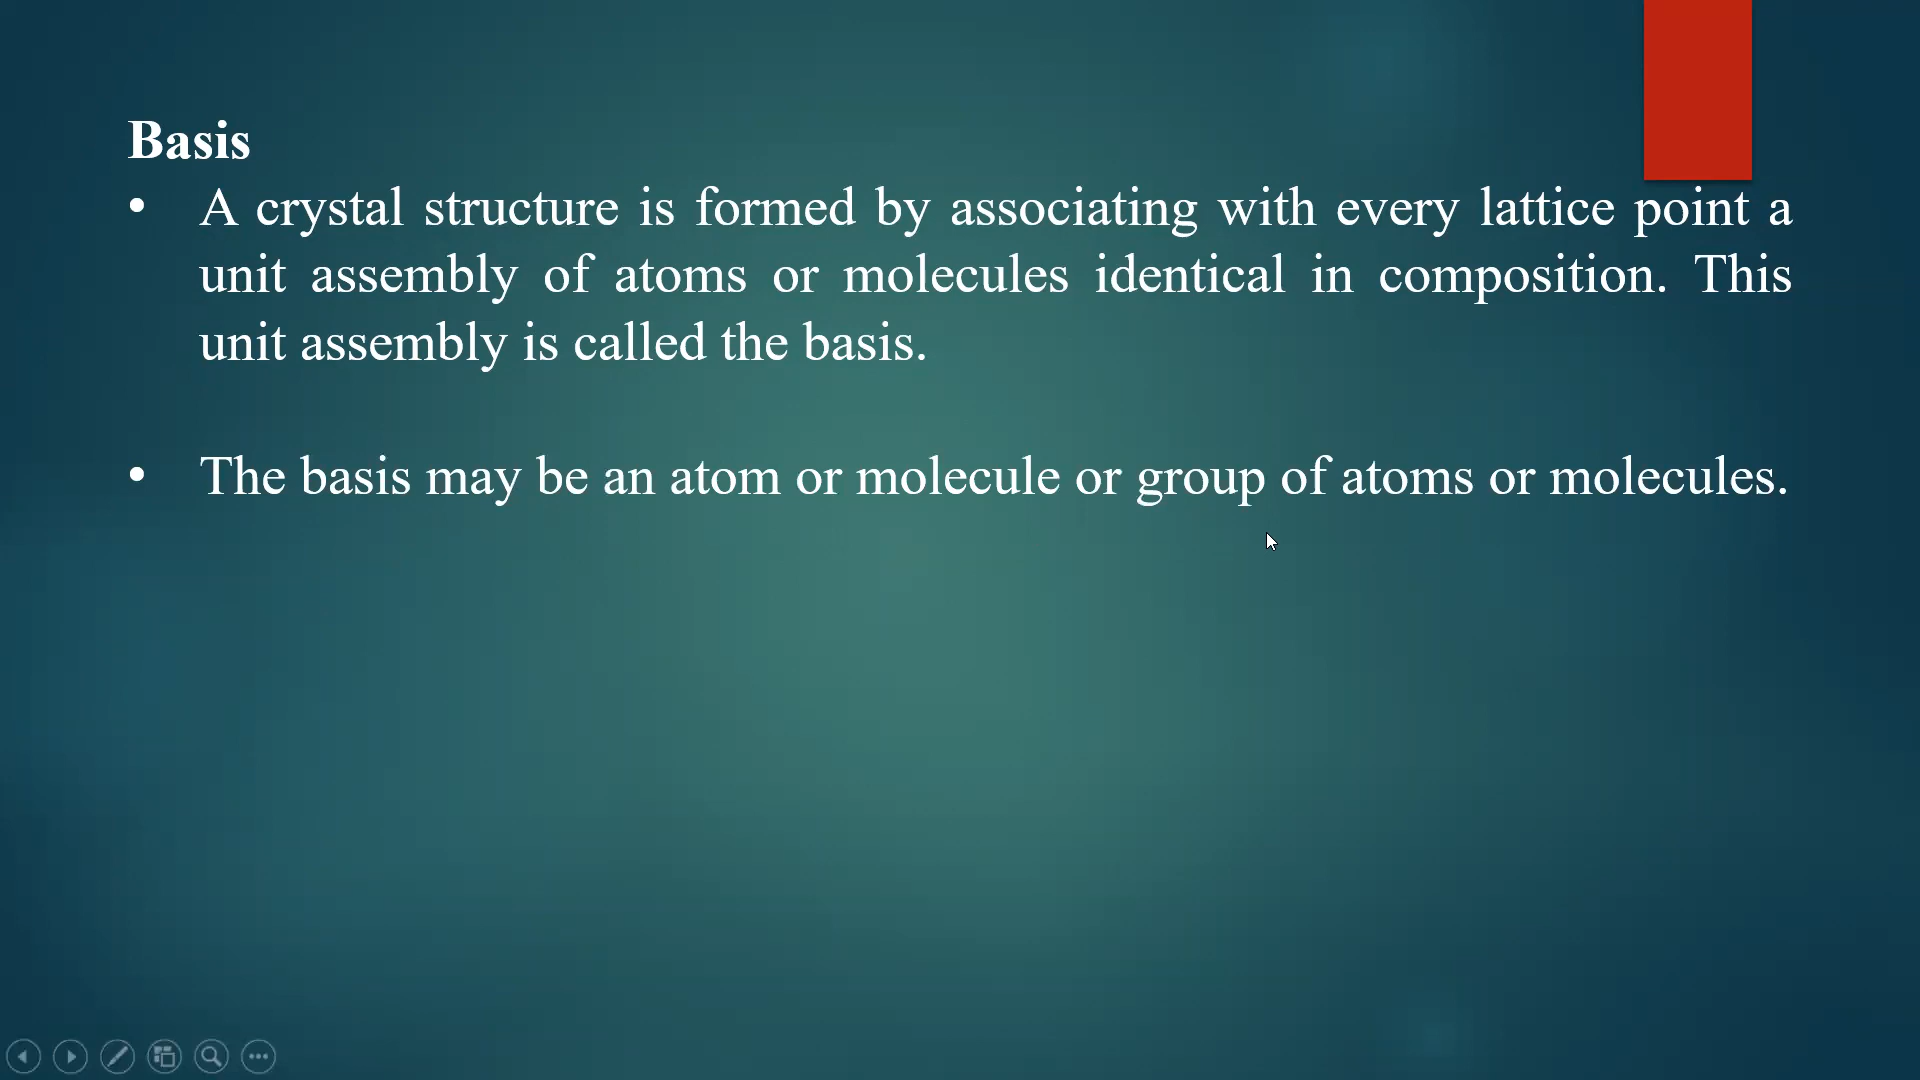 Basis
• A crystal structure is formed by associating with every lattice point a
unit assembly of atoms or molecules identical in composition. This
unit assembly is called the basis.
• The basis may be an atom or molecule or group of atoms or molecules.